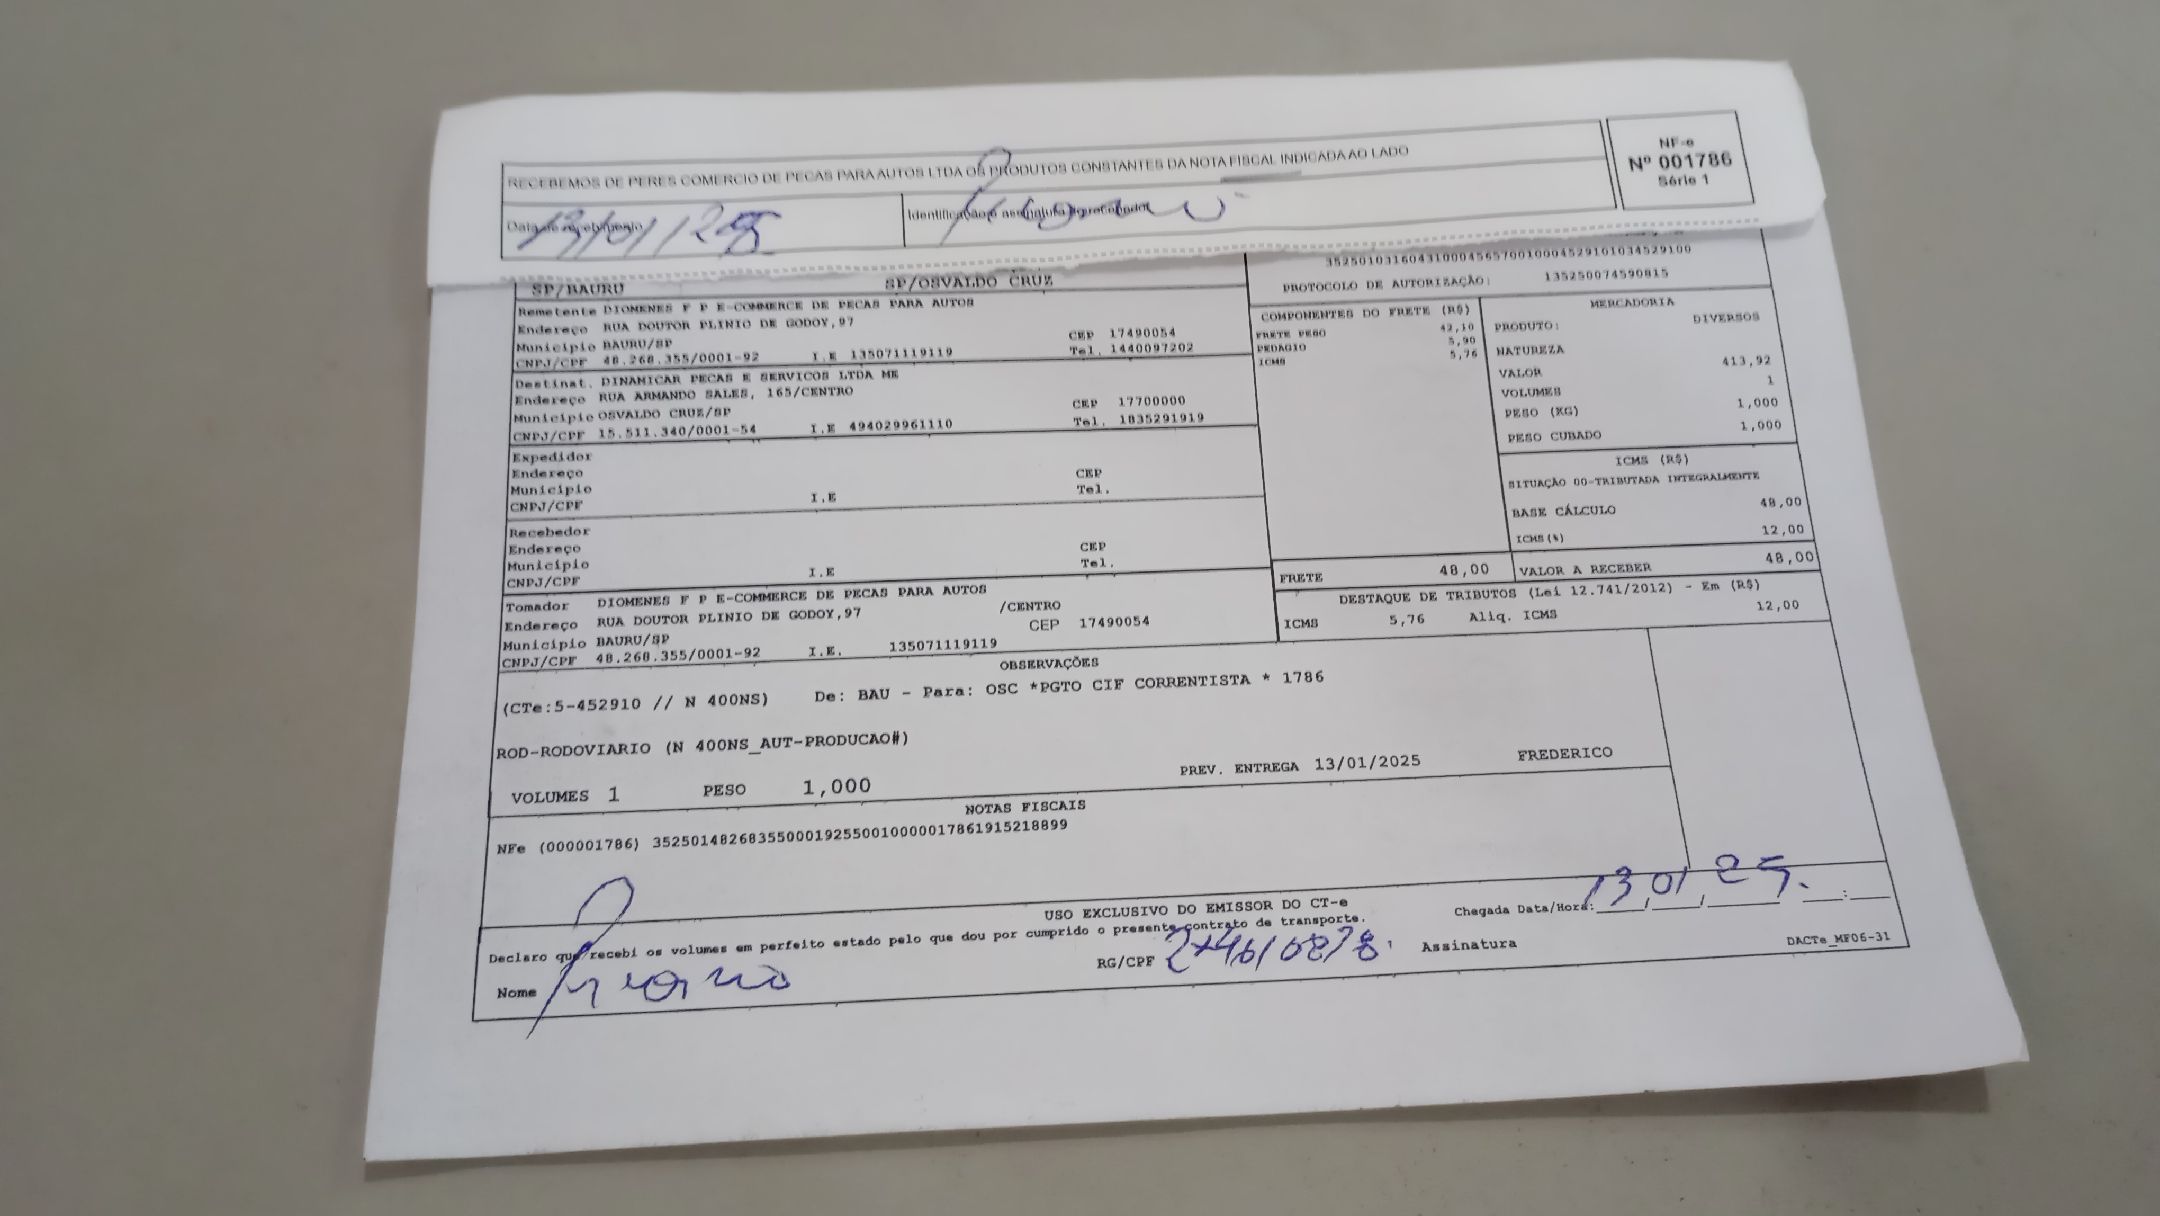 RECEBEMOS DE PERES COMERCIO DE PECAS PARA AUTOS LTDA OS PRODUTOS CONSTANTES DA NOTA FISCAL INDICADA AO LADO
NF-e
Nº 001786
Série 1
Data de recebimento
13/01/25
Identificação e assinatura do recebedor
35250103160431000456570010004529101034529100
SP/BAURU
SP/OSVALDO CRUZ
PROTOCOLO DE AUTORIZAÇÃO: 135250074590815
Remetente DIOMENES F P E-COMMERCE DE PECAS PARA AUTOS
Endereço RUA DOUTOR PLINIO DE GODOY,97
Município BAURU/SP CEP 17490054
CNPJ/CPF 48.268.355/0001-92 I.E 135071119119 Tel. 1440097202
Destinat. DINAMICAR PECAS E SERVICOS LTDA ME
Endereço RUA ARMANDO SALES, 165/CENTRO
Município OSVALDO CRUZ/SP CEP 17700000
CNPJ/CPF 15.511.340/0001-54 I.E 494029961110 Tel. 1835291919
Expedidor
Endereço CEP
Município Tel.
CNPJ/CPF I.E
Recebedor
Endereço CEP
Município Tel.
CNPJ/CPF I.E
Tomador DIOMENES F P E-COMMERCE DE PECAS PARA AUTOS
Endereço RUA DOUTOR PLINIO DE GODOY,97 /CENTRO
Município BAURU/SP CEP 17490054
CNPJ/CPF 48.268.355/0001-92 I.E. 135071119119
COMPONENTES DO FRETE (R$)
FRETE PESO 42,10
PEDAGIO 5,90
ICMS 5,76
MERCADORIA
PRODUTO: DIVERSOS
NATUREZA
VALOR 413,92
VOLUMES 1
PESO (KG) 1,000
PESO CUBADO 1,000
ICMS (R$)
SITUAÇÃO 00-TRIBUTADA INTEGRALMENTE
BASE CÁLCULO 48,00
ICMS(%) 12,00
FRETE 48,00
VALOR A RECEBER 48,00
DESTAQUE DE TRIBUTOS (Lei 12.741/2012) - Em (R$)
ICMS 5,76 Aliq. ICMS 12,00
OBSERVAÇÕES
(CTe:5-452910 // N 400NS) De: BAU - Para: OSC *PGTO CIF CORRENTISTA * 1786
ROD-RODOVIARIO (N 400NS_AUT-PRODUCAO#)
VOLUMES 1 PESO 1,000 PREV. ENTREGA 13/01/2025 FREDERICO
NOTAS FISCAIS
NFe (000001786) 35250148268355000192550010000017861915218899
USO EXCLUSIVO DO EMISSOR DO CT-e
Declaro que recebi os volumes em perfeito estado pelo que dou por cumprido o presente contrato de transporte.
Chegada Data/Hora: 13/01/25
Nome
RG/CPF
Assinatura
DACTe_MF06-31